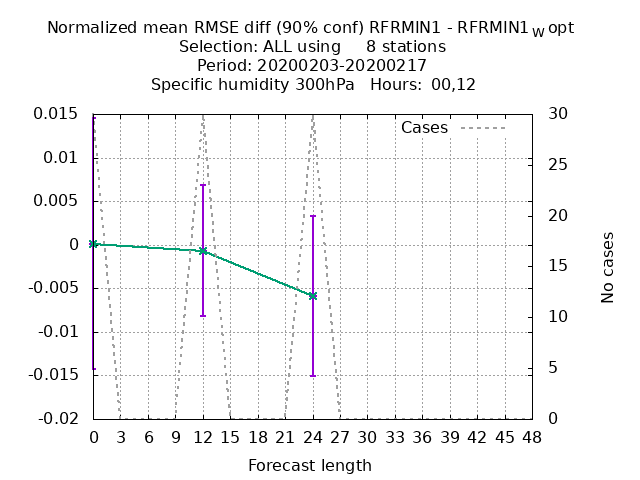 Normalized mean RMSE diff (90% conf) RFRMIN1 - RFRMIN1W opt
Selection: ALL using 8 stations
Period: 20200203-20200217
Specific humidity 300hPa Hours: 00,12
Cases
0.015
0.01
0.005
0
-0.005
-0.01
-0.015
-0.02
30
25
20
15
10
5
0
No cases
0 3 6 9 12 15 18 21 24 27 30 33 36 39 42 45 48
Forecast length